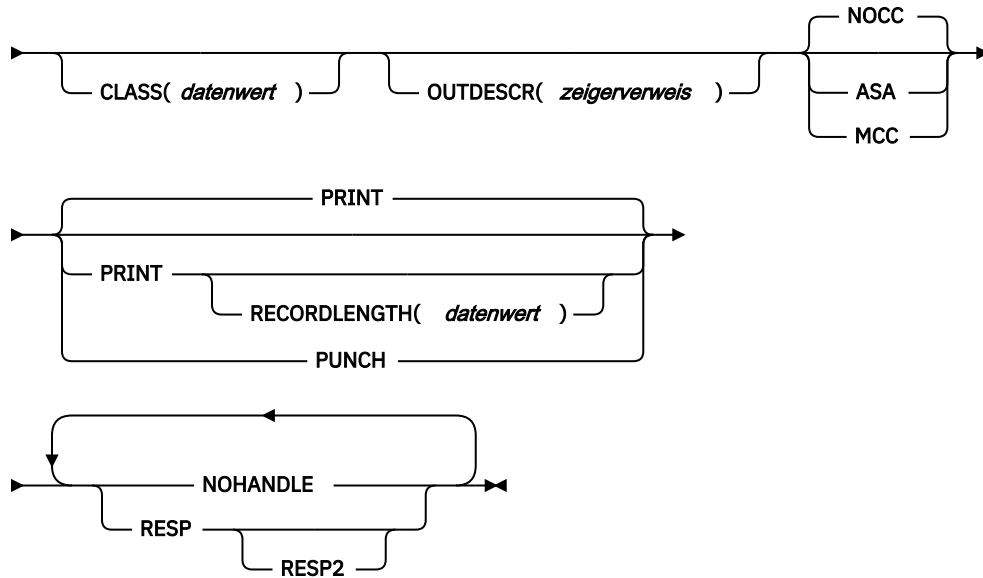 NOCC
CLASS( datenwert ) OUTDESCR( zeigerverweis ) ASA
MCC
PRINT
PRINT
RECORDLENGTH( datenwert )
PUNCH
NOHANDLE
RESP
RESP2